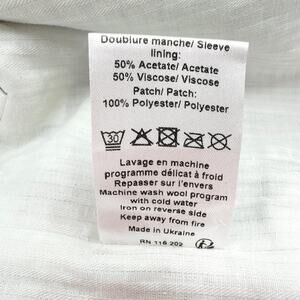 Doublure manche/ Sleeve
lining:
50% Acetate/ Acetate
50% Viscose/ Viscose
Patch/ Patch:
100% Polyester/ Polyester
30
Lavage en machine
programme délicat à froid
Repasser sur l'envers
Machine wash wool program
with cold water
Iron on reverse side
Keep away from fire
Made in Ukraine
RN 116 202